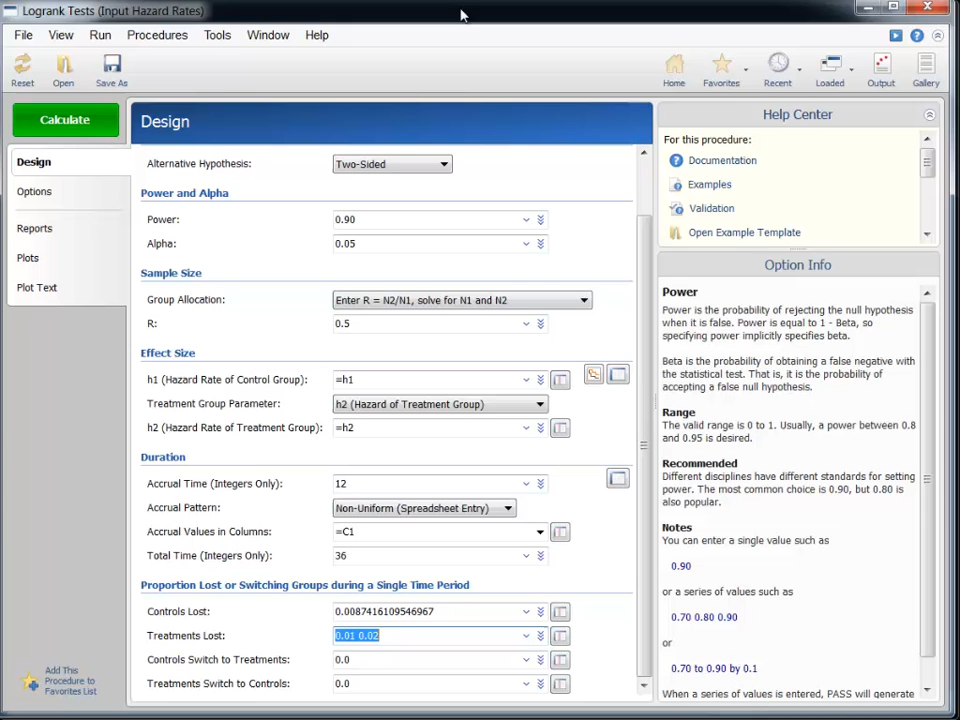 Logrank Tests (Input Hazard Rates)
File View Run Procedures Tools Window Help
Reset Open Save As Home Favorites Recent Loaded Output Gallery
Calculate
Design
Options
Reports
Plots
Plot Text
Add This
Procedure to
Favorites List
Design
Alternative Hypothesis: Two-Sided
Power and Alpha
Power: 0.90
Alpha: 0.05
Sample Size
Group Allocation: Enter R = N2/N1, solve for N1 and N2
R: 0.5
Effect Size
h1 (Hazard Rate of Control Group): =h1
Treatment Group Parameter: h2 (Hazard of Treatment Group)
h2 (Hazard Rate of Treatment Group): =h2
Duration
Accrual Time (Integers Only): 12
Accrual Pattern: Non-Uniform (Spreadsheet Entry)
Accrual Values in Columns: =C1
Total Time (Integers Only): 36
Proportion Lost or Switching Groups during a Single Time Period
Controls Lost: 0.0087416109546967
Treatments Lost: 0.01 0.02
Controls Switch to Treatments: 0.0
Treatments Switch to Controls: 0.0
Help Center
For this procedure:
Documentation
Examples
Validation
Open Example Template
Option Info
Power
Power is the probability of rejecting the null hypothesis
when it is false. Power is equal to 1 - Beta, so
specifying power implicitly specifies beta.
Beta is the probability of obtaining a false negative with
the statistical test. That is, it is the probability of
accepting a false null hypothesis.
Range
The valid range is 0 to 1. Usually, a power between 0.8
and 0.95 is desired.
Recommended
Different disciplines have different standards for setting
power. The most common choice is 0.90, but 0.80 is
also popular.
Notes
You can enter a single value such as
0.90
or a series of values such as
0.70 0.80 0.90
or
0.70 to 0.90 by 0.1
When a series of values is entered, PASS will generate